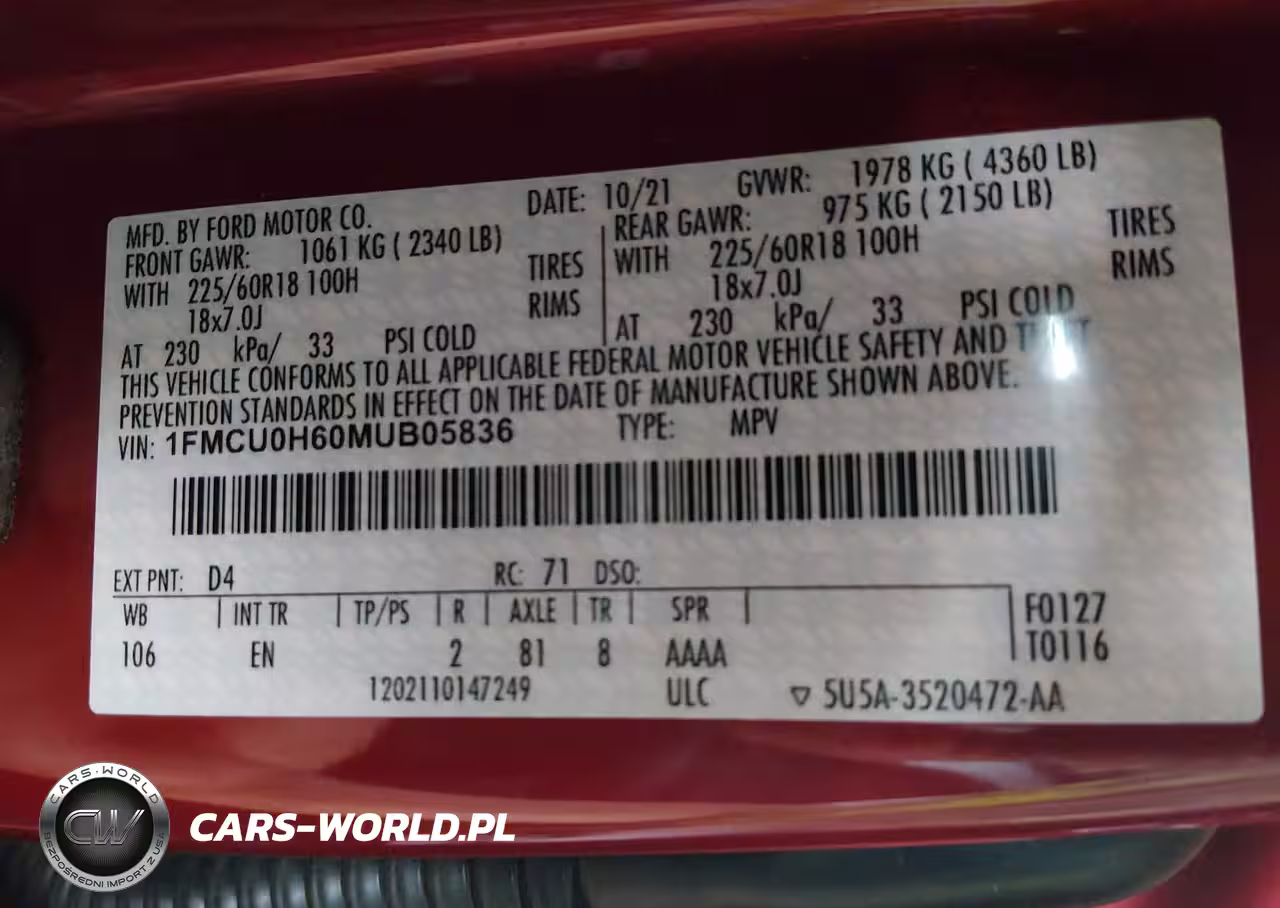 MFD. BY FORD MOTOR CO. DATE: 10/21 GVWR: 1978 KG ( 4360 LB)
FRONT GAWR: 1061 KG ( 2340 LB) REAR GAWR: 975 KG ( 2150 LB)
WITH 225/60R18 100H TIRES WITH 225/60R18 100H TIRES
18x7.0J RIMS 18x7.0J RIMS
AT 230 kPa/ 33 PSI COLD AT 230 kPa/ 33 PSI COLD
THIS VEHICLE CONFORMS TO ALL APPLICABLE FEDERAL MOTOR VEHICLE SAFETY AND THEFT
PREVENTION STANDARDS IN EFFECT ON THE DATE OF MANUFACTURE SHOWN ABOVE.
VIN: 1FMCU0H60MUB05836 TYPE: MPV
EXT PNT: D4 RC: 71 DSO:
WB INT TR TP/PS R AXLE TR SPR F0127
106 EN 2 81 8 AAAA T0116
1202110147249 ULC ▽ 5U5A-3520472-AA
CARS-WORLD
CW
BEZPOŚREDNI IMPORT Z USA
CARS-WORLD.PL